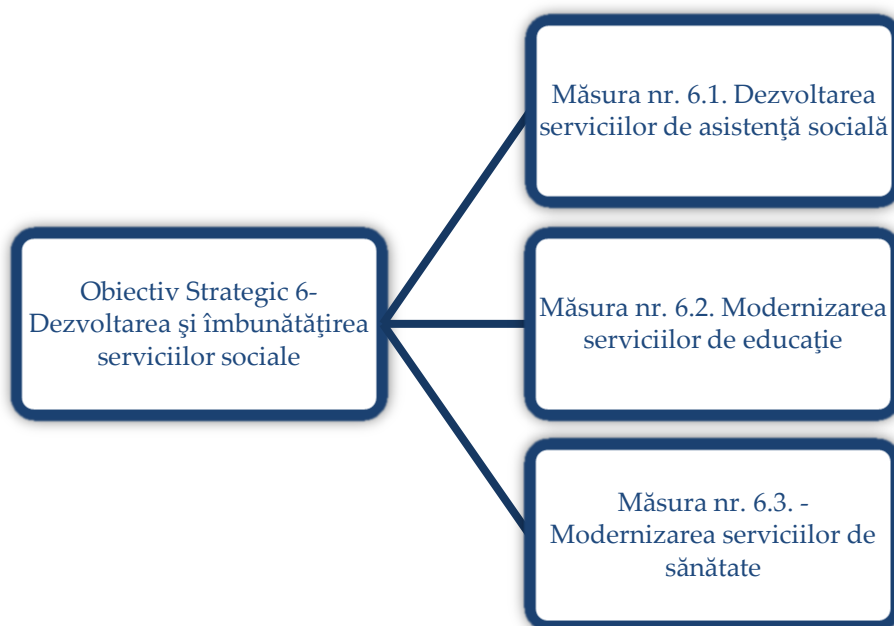 Măsura nr. 6.1. Dezvoltarea
serviciilor de asistenţă socială
Obiectiv Strategic 6-
Dezvoltarea şi îmbunătăţirea
serviciilor sociale
Măsura nr. 6.2. Modernizarea
serviciilor de educaţie
Măsura nr. 6.3. -
Modernizarea serviciilor de
sănătate